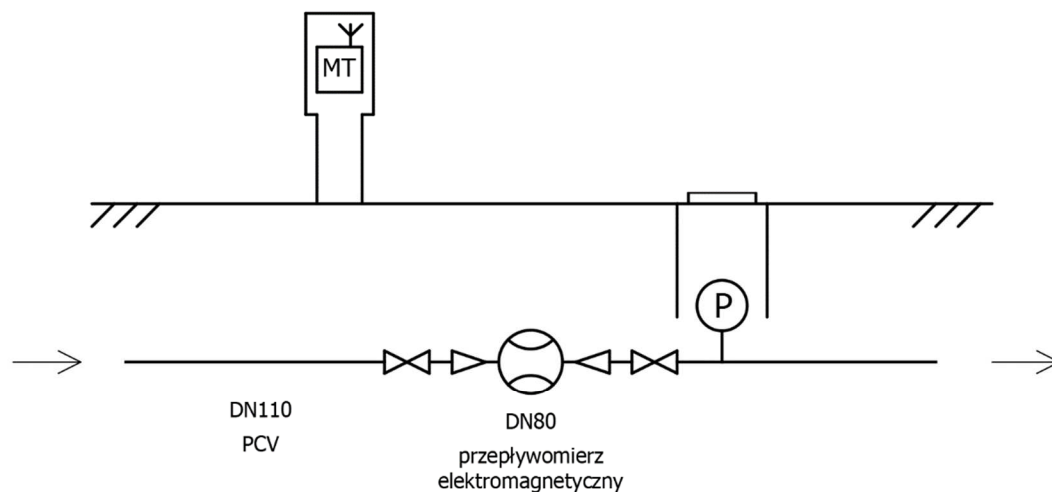 MT
P
DN110
PCV
DN80
przepływomierz
elektromagnetyczny